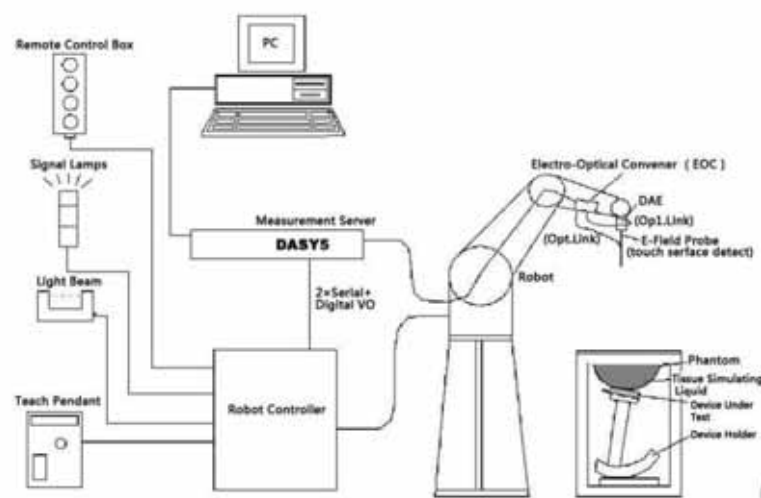 Remote Control Box
PC
Signal Lamps
Electro-Optical Convener ( EOC )
DAE
(Op1.Link)
Measurement Server
DASY5
(Opt.Link)
E-Field Probe
(touch serface detect)
Robot
Light Beam
2×Serial+
Digital VO
Phantom
Tissue Simulating
Liquid
Device Under
Test
Teach Pendant
Robot Controller
Device Holder